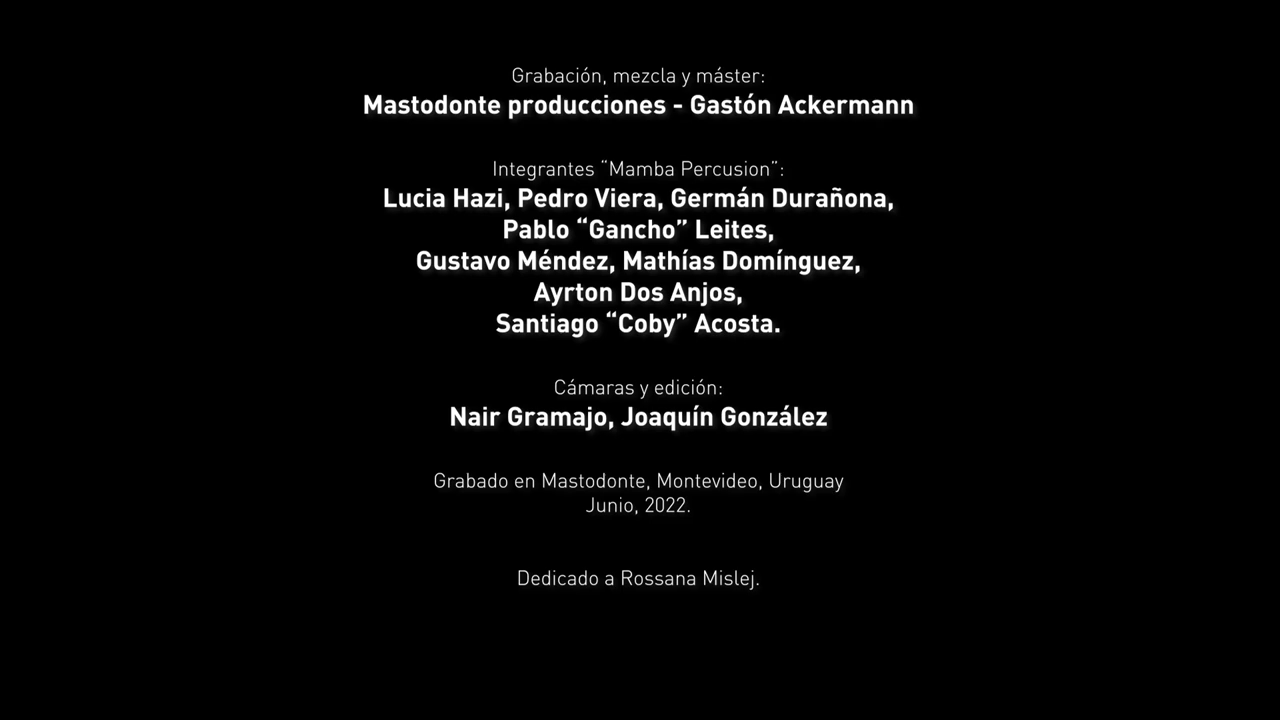 Grabación, mezcla y máster:
Mastodonte producciones - Gastón Ackermann
Integrantes “Mamba Percusion”:
Lucia Hazi, Pedro Viera, Germán Durañona,
Pablo “Gancho” Leites,
Gustavo Méndez, Mathías Domínguez,
Ayrton Dos Anjos,
Santiago “Coby” Acosta.
Cámaras y edición:
Nair Gramajo, Joaquín González
Grabado en Mastodonte, Montevideo, Uruguay
Junio, 2022.
Dedicado a Rossana Mislej.